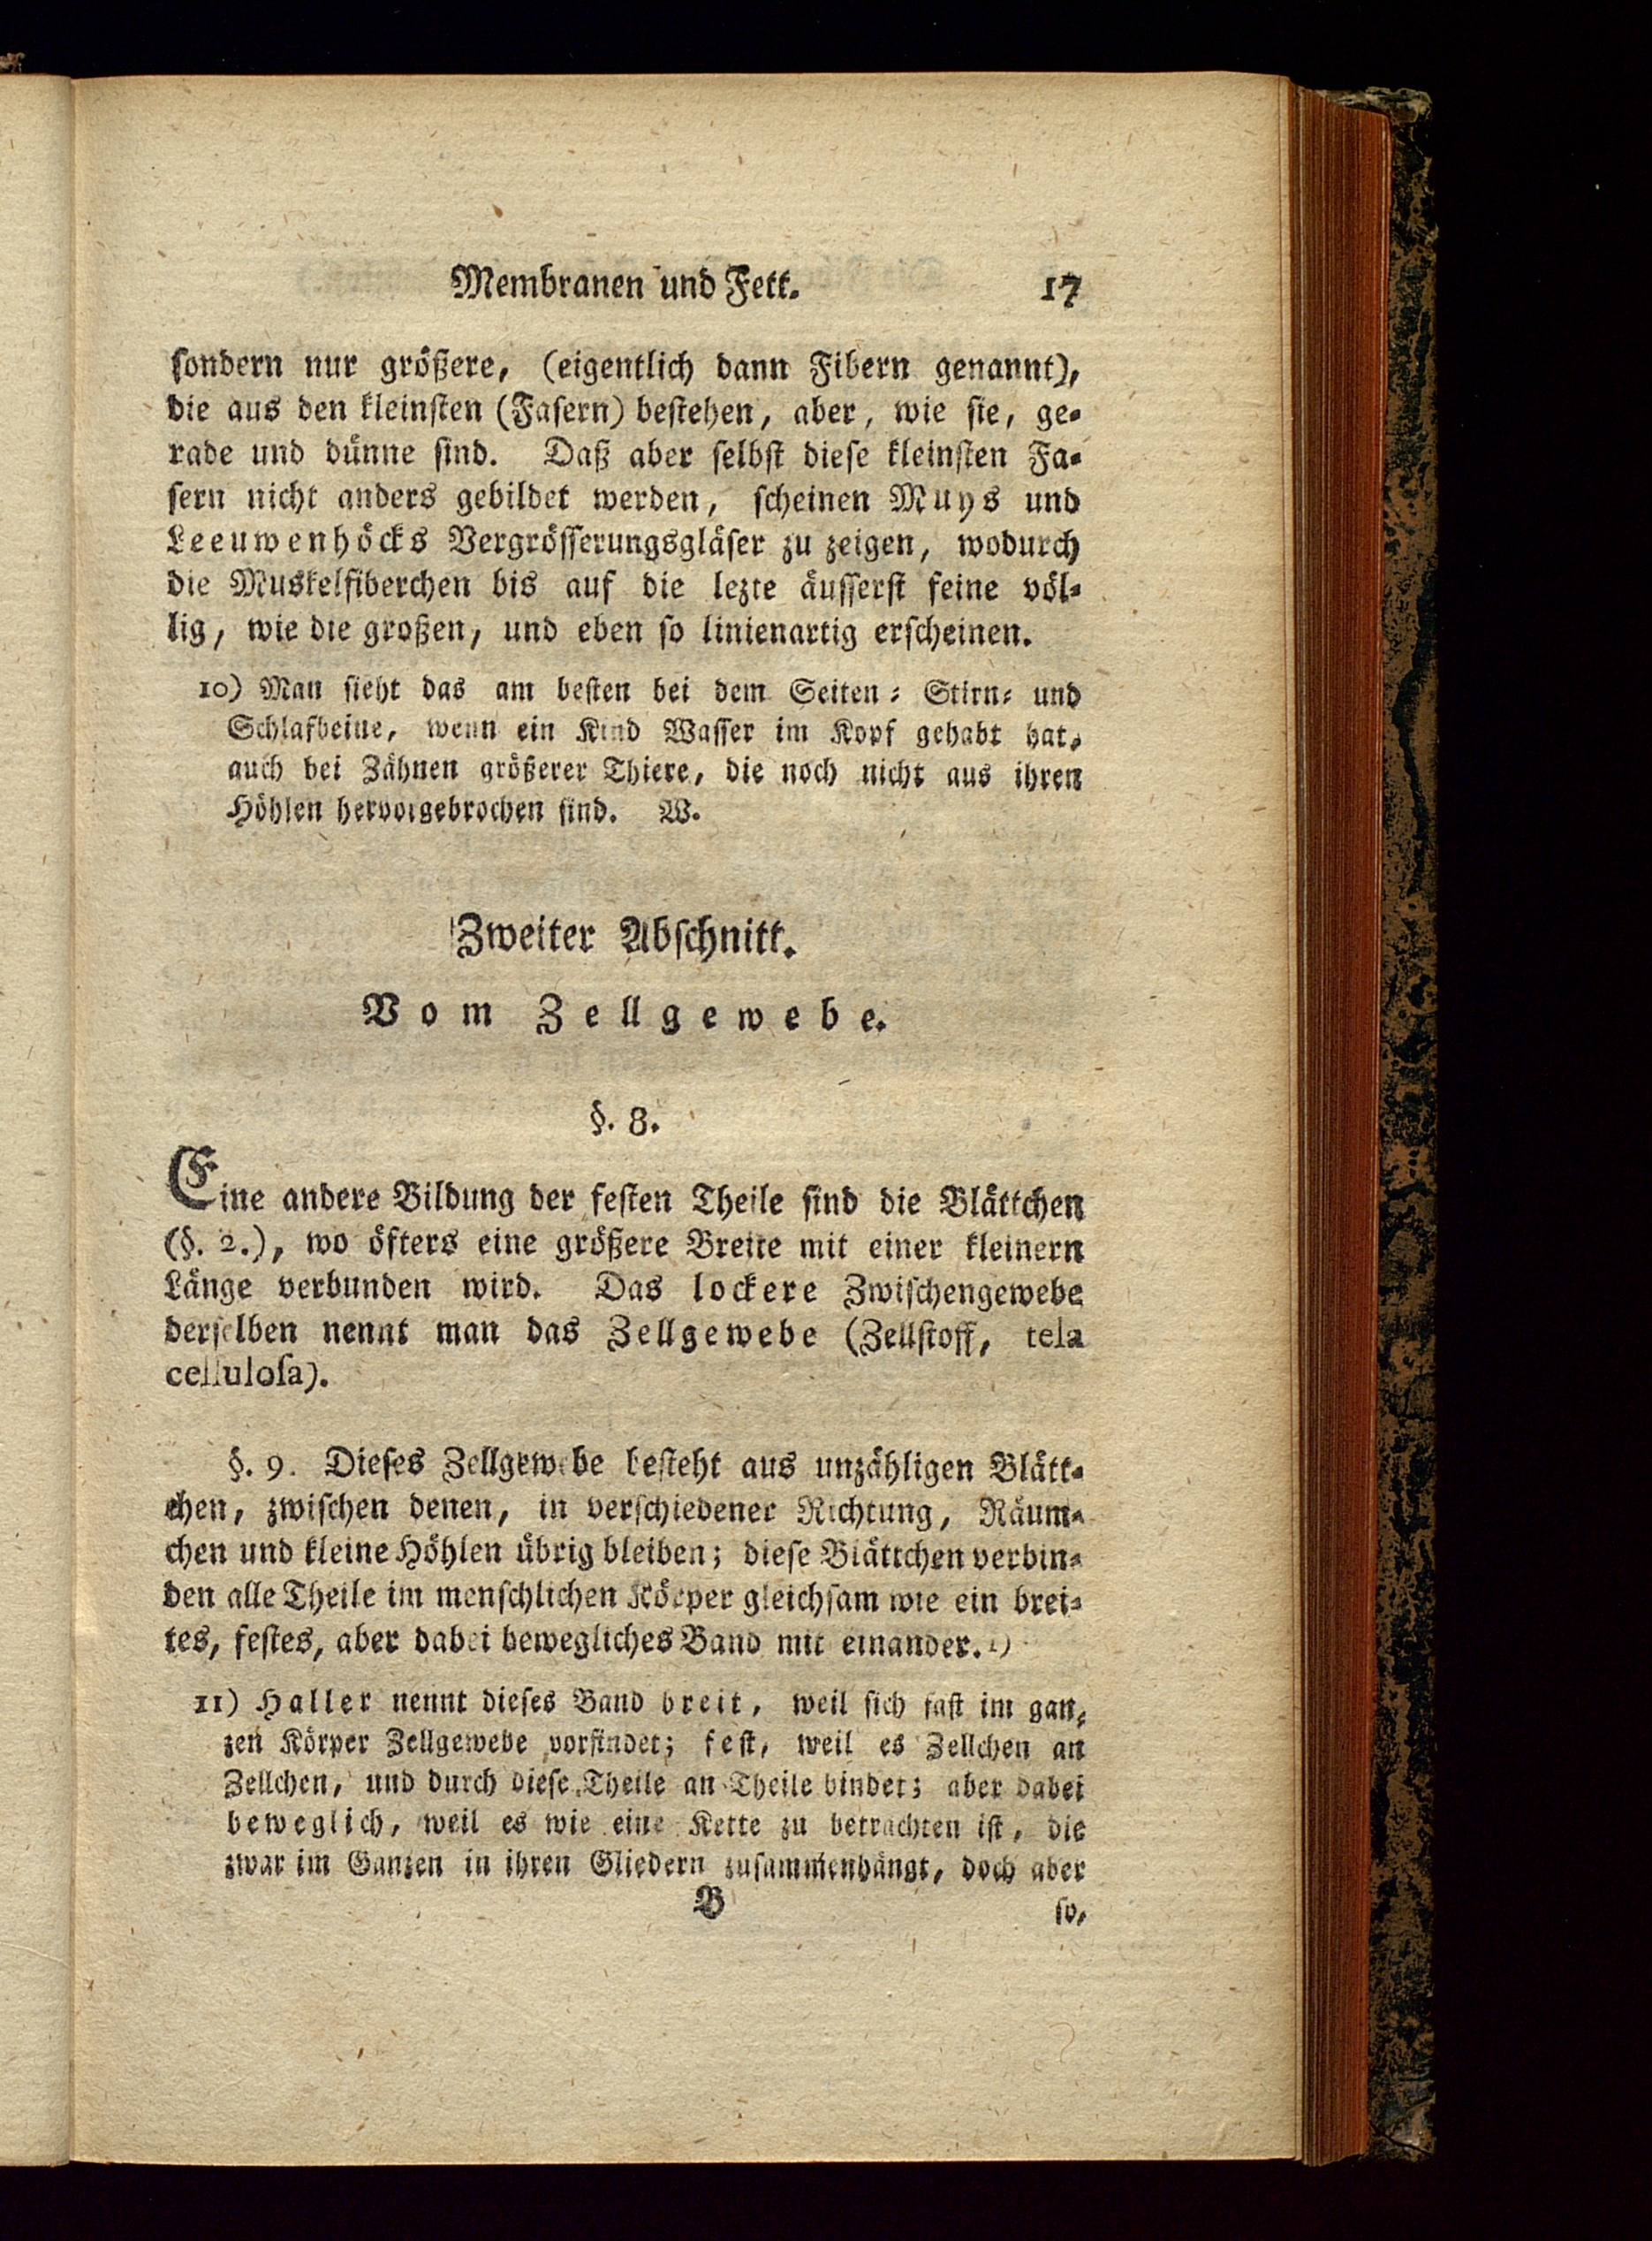 Membranen und Fett. 17
sondern nur größere, (eigentlich dann Fibern genannt),
die aus den kleinsten (Fasern) bestehen, aber, wie sie, ge-
rade und dünne sind. Daß aber selbst diese kleinsten Fa-
sern nicht anders gebildet werden, scheinen Muys und
Leeuwenhöcks Vergrösserungsgläser zu zeigen, wodurch
die Muskelfiberchen bis auf die lezte äusserst feine völ-
lig, wie die großen, und eben so linienartig erscheinen.
10) Man sieht das am besten bei dem Seiten- Stirn- und
Schlafbeine, wenn ein Kind Wasser im Kopf gehabt hat,
auch bei Zähnen größerer Thiere, die noch nicht aus ihren
Höhlen hervorgebrochen sind. W.
Zweiter Abschnitt.
Vom Zellgewebe.
§. 8.
Eine andere Bildung der festen Theile sind die Blättchen
(§. 2.), wo öfters eine größere Breite mit einer kleinern
Länge verbunden wird. Das lockere Zwischengewebe
derselben nennt man das Zellgewebe (Zellstoff, tela
cellulosa).
§. 9. Dieses Zellgewebe besteht aus unzähligen Blätt-
chen, zwischen denen, in verschiedener Richtung, Räum-
chen und kleine Höhlen übrig bleiben; diese Blättchen verbin-
den alle Theile im menschlichen Körper gleichsam wie ein brei-
tes, festes, aber dabei bewegliches Band mit einander.
11) Haller nennt dieses Band breit, weil sich fast im gan-
zen Körper Zellgewebe vorfindet; fest, weil es Zellchen an
Zellchen, und durch diese Theile an Theile bindet; aber dabei
beweglich, weil es wie eine Kette zu betrachten ist, die
zwar im Ganzen in ihren Gliedern zusammenhängt, doch aber
B so,